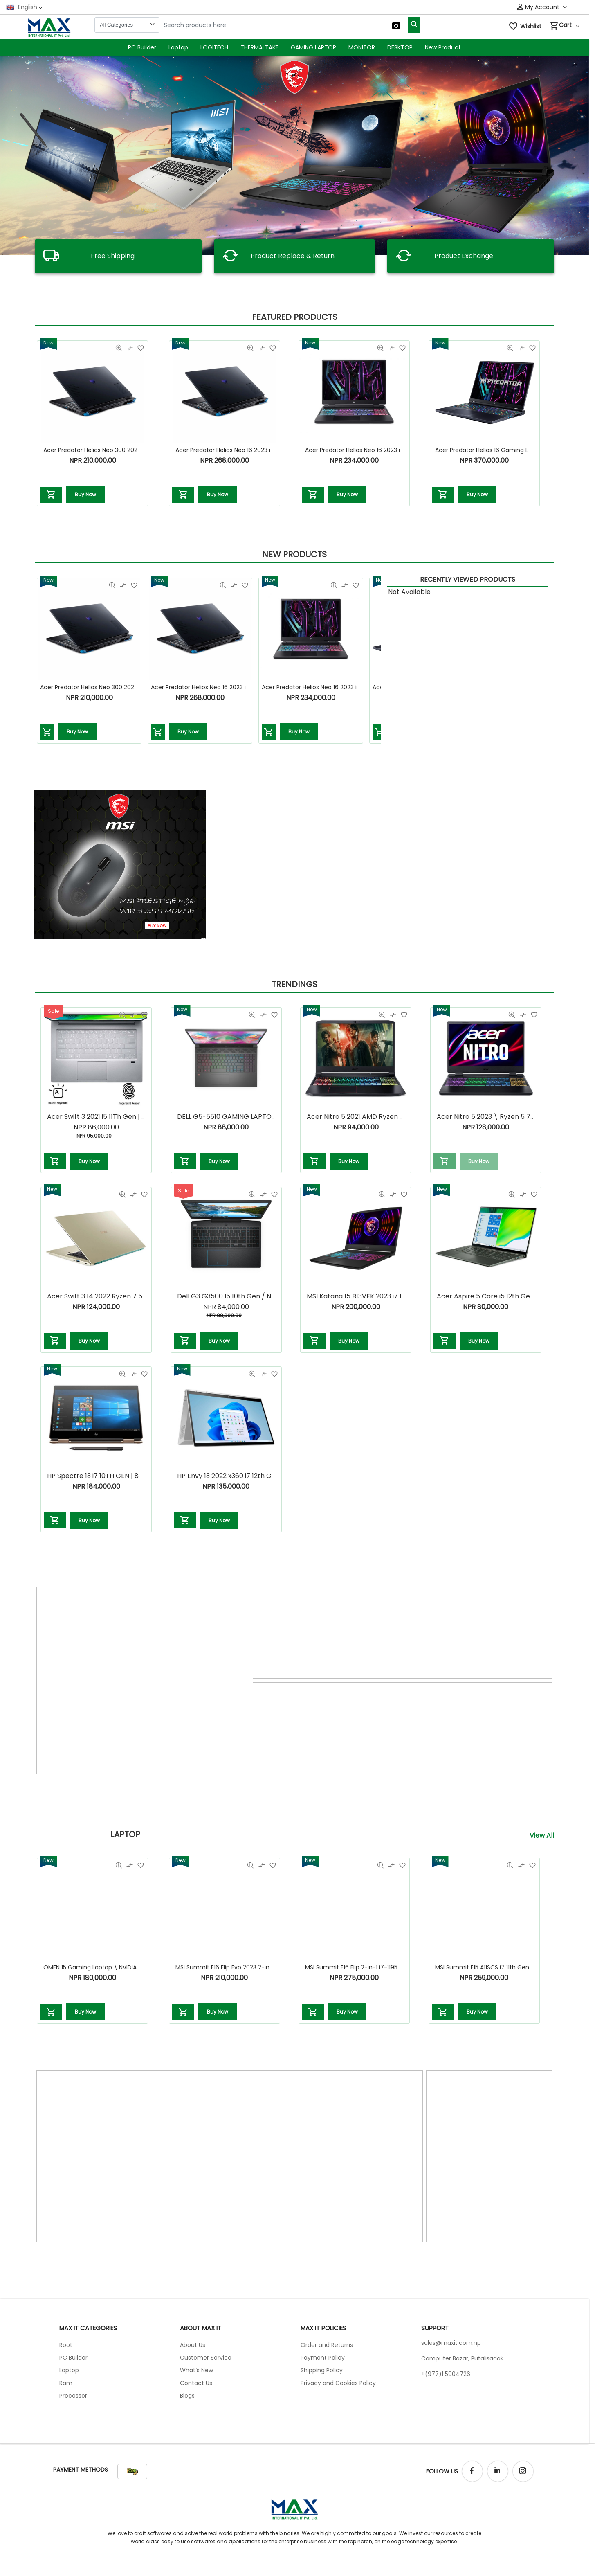 English
My Account
MAX
INTERNATIONAL IT Pvt. Ltd.
All Categories
Search products here
Wishlist
Cart
PC Builder
Laptop
LOGITECH
THERMALTAKE
GAMING LAPTOP
MONITOR
DESKTOP
New Product
msi
Free Shipping
Product Replace & Return
Product Exchange
FEATURED PRODUCTS
New
Acer Predator Helios Neo 300 202..
NPR 210,000.00
Buy Now
New
Acer Predator Helios Neo 16 2023 i..
NPR 268,000.00
Buy Now
New
Acer Predator Helios Neo 16 2023 i..
NPR 234,000.00
Buy Now
New
PREDATOR
Acer Predator Helios 16 Gaming L..
NPR 370,000.00
Buy Now
NEW PRODUCTS
New
Acer Predator Helios Neo 300 202..
NPR 210,000.00
Buy Now
New
Acer Predator Helios Neo 16 2023 i..
NPR 268,000.00
Buy Now
New
Acer Predator Helios Neo 16 2023 i..
NPR 234,000.00
Buy Now
Ace
RECENTLY VIEWED PRODUCTS
Not Available
msi
MSI PRESTIGE M96
WIRELESS MOUSE
BUY NOW
TRENDINGS
Sale
Backlit Keyboard
Fingerprint Reader
Acer Swift 3 2021 i5 11Th Gen | ..
NPR 86,000.00
NPR 95,000.00
Buy Now
New
DELL G5-5510 GAMING LAPTO..
NPR 88,000.00
Buy Now
New
Acer Nitro 5 2021 AMD Ryzen ..
NPR 94,000.00
Buy Now
New
acer
NITRO
Acer Nitro 5 2023 \ Ryzen 5 7..
NPR 128,000.00
Buy Now
New
Acer Swift 3 14 2022 Ryzen 7 5..
NPR 124,000.00
Buy Now
Sale
Dell G3 G3500 I5 10th Gen / N..
NPR 84,000.00
NPR 88,000.00
Buy Now
New
MSI Katana 15 B13VEK 2023 i7 1..
NPR 200,000.00
Buy Now
New
Acer Aspire 5 Core i5 12th Ge..
NPR 80,000.00
Buy Now
New
HP Spectre 13 i7 10TH GEN | 8..
NPR 184,000.00
Buy Now
New
HP Envy 13 2022 x360 i7 12th G..
NPR 135,000.00
Buy Now
LAPTOP
View All
New
OMEN 15 Gaming Laptop \ NVIDIA ..
NPR 180,000.00
Buy Now
New
MSI Summit E16 Flip Evo 2023 2-in..
NPR 210,000.00
Buy Now
New
MSI Summit E16 Flip 2-in-1 i7-1195..
NPR 275,000.00
Buy Now
New
MSI Summit E15 A11SCS i7 11th Gen ..
NPR 259,000.00
Buy Now
MAX IT CATEGORIES
Root
PC Builder
Laptop
Ram
Processor
ABOUT MAX IT
About Us
Customer Service
What's New
Contact Us
Blogs
MAX IT POLICIES
Order and Returns
Payment Policy
Shipping Policy
Privacy and Cookies Policy
SUPPORT
sales@maxit.com.np
Computer Bazar, Putalisadak
+(977)1 5904726
PAYMENT METHODS
FOLLOW US
MAX
INTERNATIONAL IT Pvt. Ltd.
We love to craft softwares and solve the real world problems with the binaries. We are highly committed to our goals. We invest our resources to create
world class easy to use softwares and applications for the enterprise business with the top notch, on the edge technology expertise.